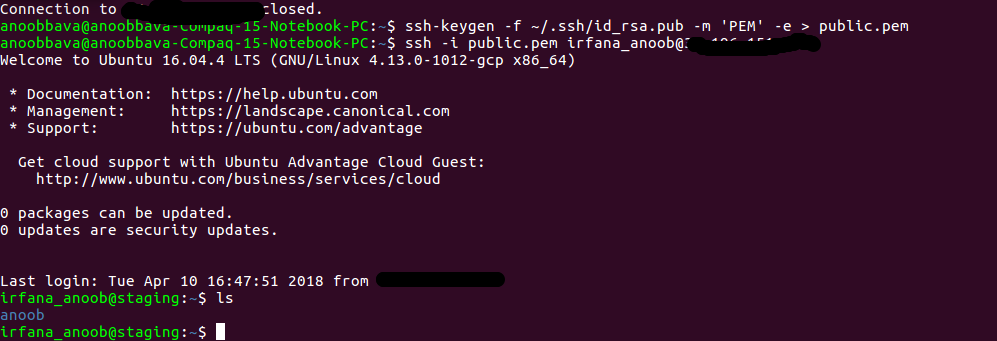 Connection to closed.
anoobbava@anoobbava-Compaq-15-Notebook-PC:~$ ssh-keygen -f ~/.ssh/id_rsa.pub -m 'PEM' -e > public.pem
anoobbava@anoobbava-Compaq-15-Notebook-PC:~$ ssh -i public.pem irfana_anoob@
Welcome to Ubuntu 16.04.4 LTS (GNU/Linux 4.13.0-1012-gcp x86_64)
* Documentation: https://help.ubuntu.com
* Management: https://landscape.canonical.com
* Support: https://ubuntu.com/advantage
Get cloud support with Ubuntu Advantage Cloud Guest:
http://www.ubuntu.com/business/services/cloud
0 packages can be updated.
0 updates are security updates.
Last login: Tue Apr 10 16:47:51 2018 from
irfana_anoob@staging:~$ ls
anoob
irfana_anoob@staging:~$